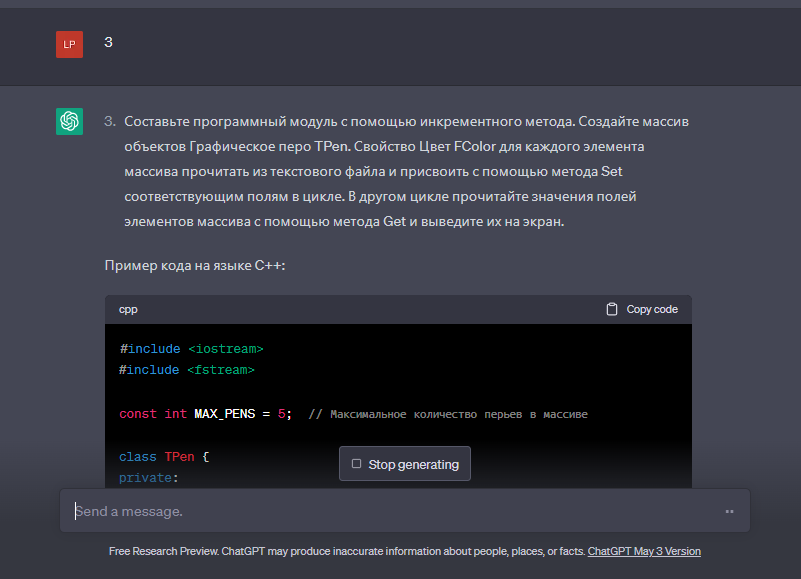 LP
3
3. Составьте программный модуль с помощью инкрементного метода. Создайте массив
объектов Графическое перо TPen. Свойство Цвет FColor для каждого элемента
массива прочитать из текстового файла и присвоить с помощью метода Set
соответствующим полям в цикле. В другом цикле прочитайте значения полей
элементов массива с помощью метода Get и выведите их на экран.
Пример кода на языке C++:
cpp
Copy code
#include <iostream>
#include <fstream>
const int MAX_PENS = 5; // Максимальное количество перьев в массиве
class TPen {
private:
Stop generating
Send a message.
Free Research Preview. ChatGPT may produce inaccurate information about people, places, or facts. ChatGPT May 3 Version